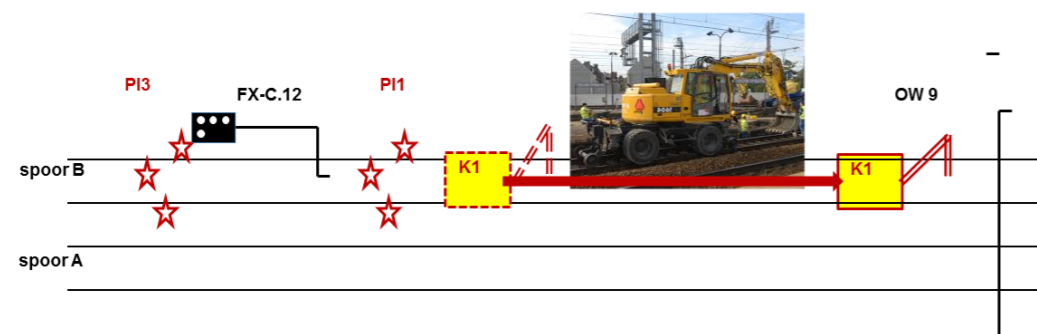 PI3
FX-C.12
PI1
OW 9
spoor B
K1
K1
spoor A